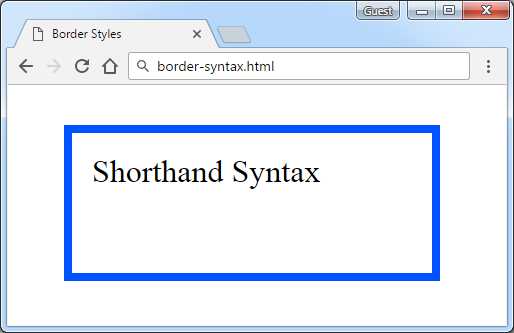 Guest
Border Styles
border-syntax.html
Shorthand Syntax